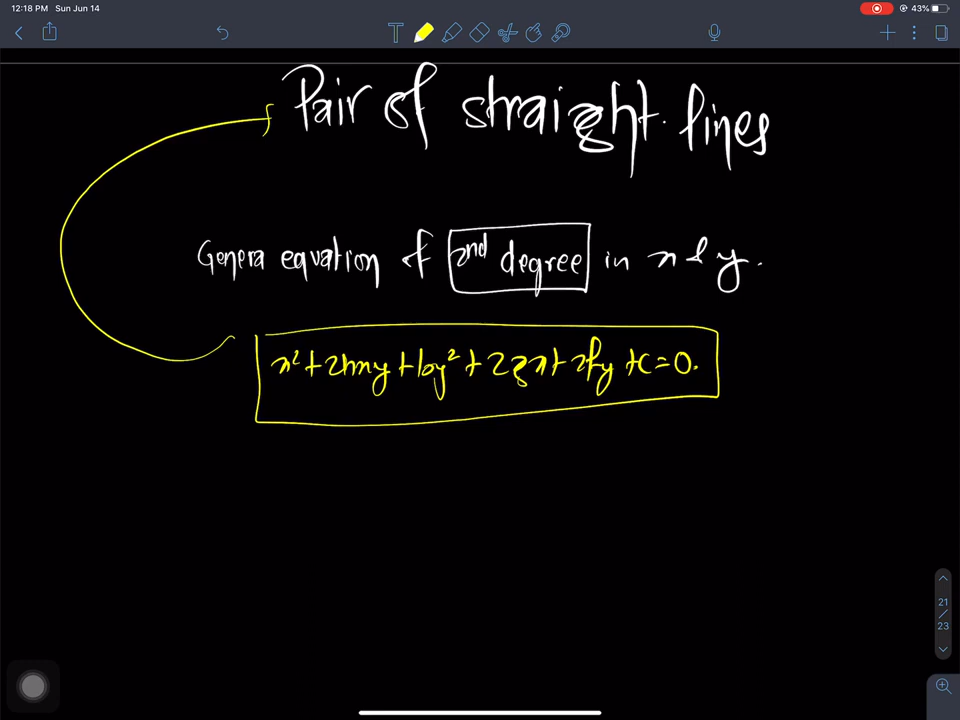 12:18 PM Sun Jun 14
43%
T
Pair of straight lines
Genera equation of 2nd degree in x & y.
x² + 2hxy + by² + 2gx + 2fy + c = 0.
21
/
23